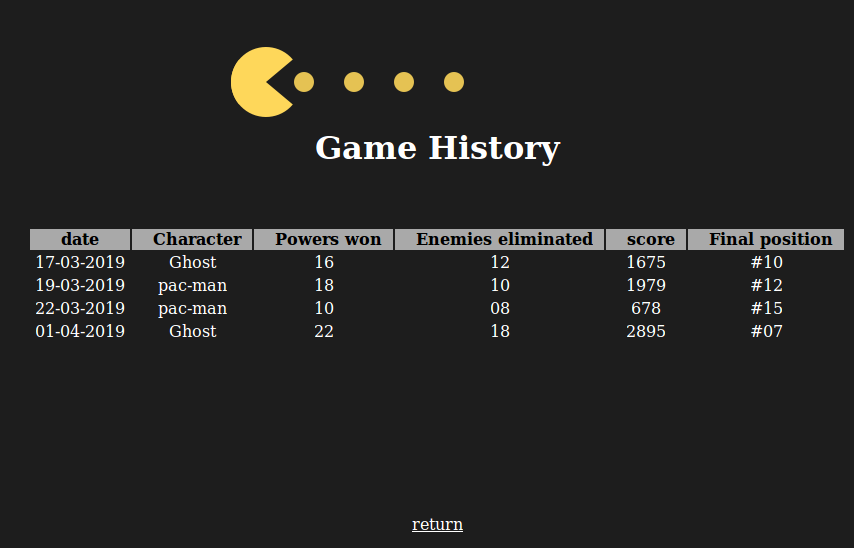 Game History
date Character Powers won Enemies eliminated score Final position
17-03-2019 Ghost 16 12 1675 #10
19-03-2019 pac-man 18 10 1979 #12
22-03-2019 pac-man 10 08 678 #15
01-04-2019 Ghost 22 18 2895 #07
return